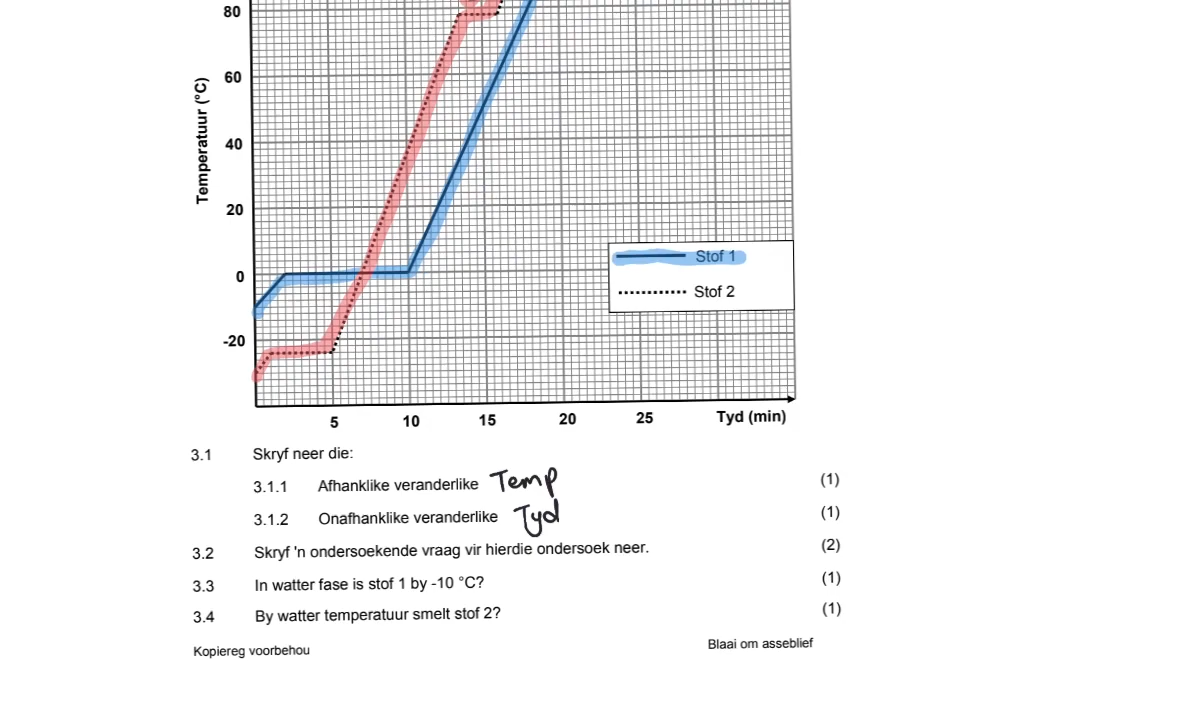 80
60
40
20
0
-20
Temperatuur (°C)
Stof 1
Stof 2
5 10 15 20 25 Tyd (min)
3.1 Skryf neer die:
3.1.1 Afhanklike veranderlike Temp (1)
3.1.2 Onafhanklike veranderlike Tyd (1)
3.2 Skryf 'n ondersoekende vraag vir hierdie ondersoek neer. (2)
3.3 In watter fase is stof 1 by -10 °C? (1)
3.4 By watter temperatuur smelt stof 2? (1)
Kopiereg voorbehou Blaai om asseblief